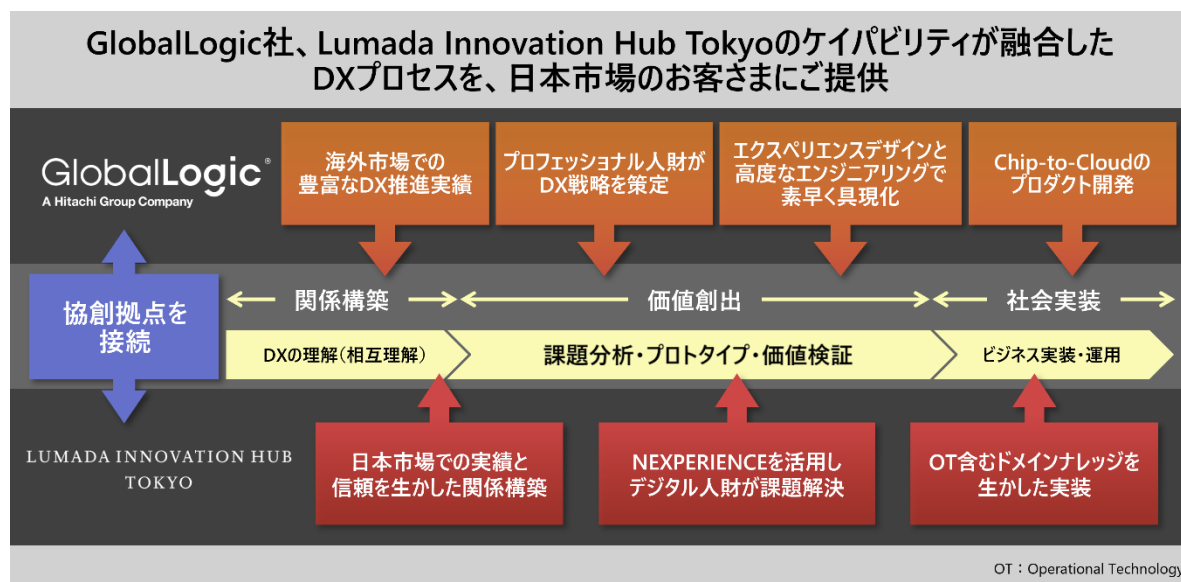 GlobalLogic社、Lumada Innovation Hub Tokyoのケイパビリティが融合した
DXプロセスを、日本市場のお客さまにご提供
GlobalLogic®
A Hitachi Group Company
海外市場での
豊富なDX推進実績
プロフェッショナル人財が
DX戦略を策定
エクスペリエンスデザインと
高度なエンジニアリングで
素早く具現化
Chip-to-Cloudの
プロダクト開発
協創拠点を
接続
関係構築
価値創出
社会実装
DXの理解（相互理解）
課題分析・プロトタイプ・価値検証
ビジネス実装・運用
LUMADA INNOVATION HUB
TOKYO
日本市場での実績と
信頼を生かした関係構築
NEXPERIENCEを活用し
デジタル人財が課題解決
OT含むドメインナレッジを
生かした実装
OT：Operational Technology